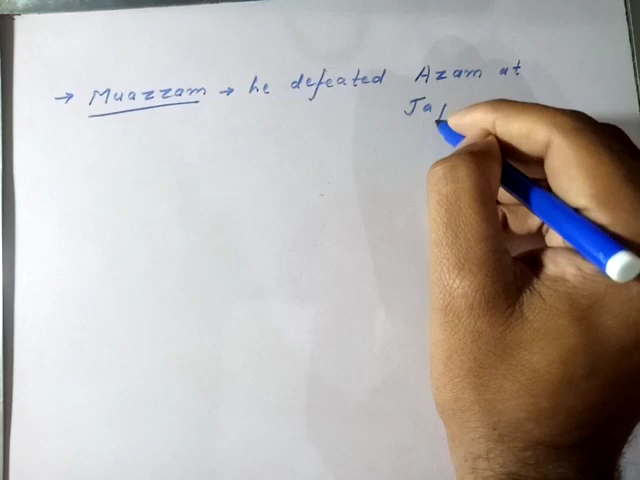 → Muazzam → he defeated Azam at
Ja